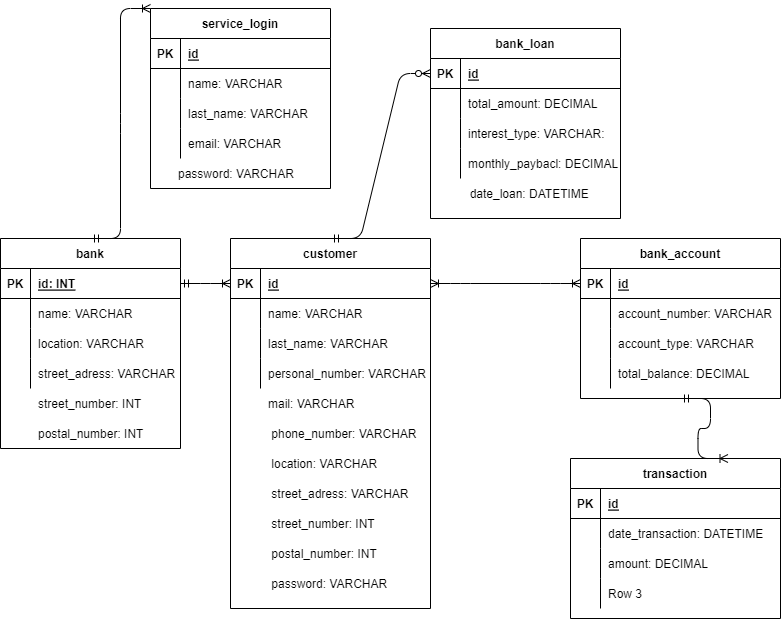 service_login
PK id
name: VARCHAR
last_name: VARCHAR
email: VARCHAR
password: VARCHAR
bank_loan
PK id
total_amount: DECIMAL
interest_type: VARCHAR:
monthly_paybacl: DECIMAL
date_loan: DATETIME
bank
PK id: INT
name: VARCHAR
location: VARCHAR
street_adress: VARCHAR
street_number: INT
postal_number: INT
customer
PK id
name: VARCHAR
last_name: VARCHAR
personal_number: VARCHAR
mail: VARCHAR
phone_number: VARCHAR
location: VARCHAR
street_adress: VARCHAR
street_number: INT
postal_number: INT
password: VARCHAR
bank_account
PK id
account_number: VARCHAR
account_type: VARCHAR
total_balance: DECIMAL
transaction
PK id
date_transaction: DATETIME
amount: DECIMAL
Row 3